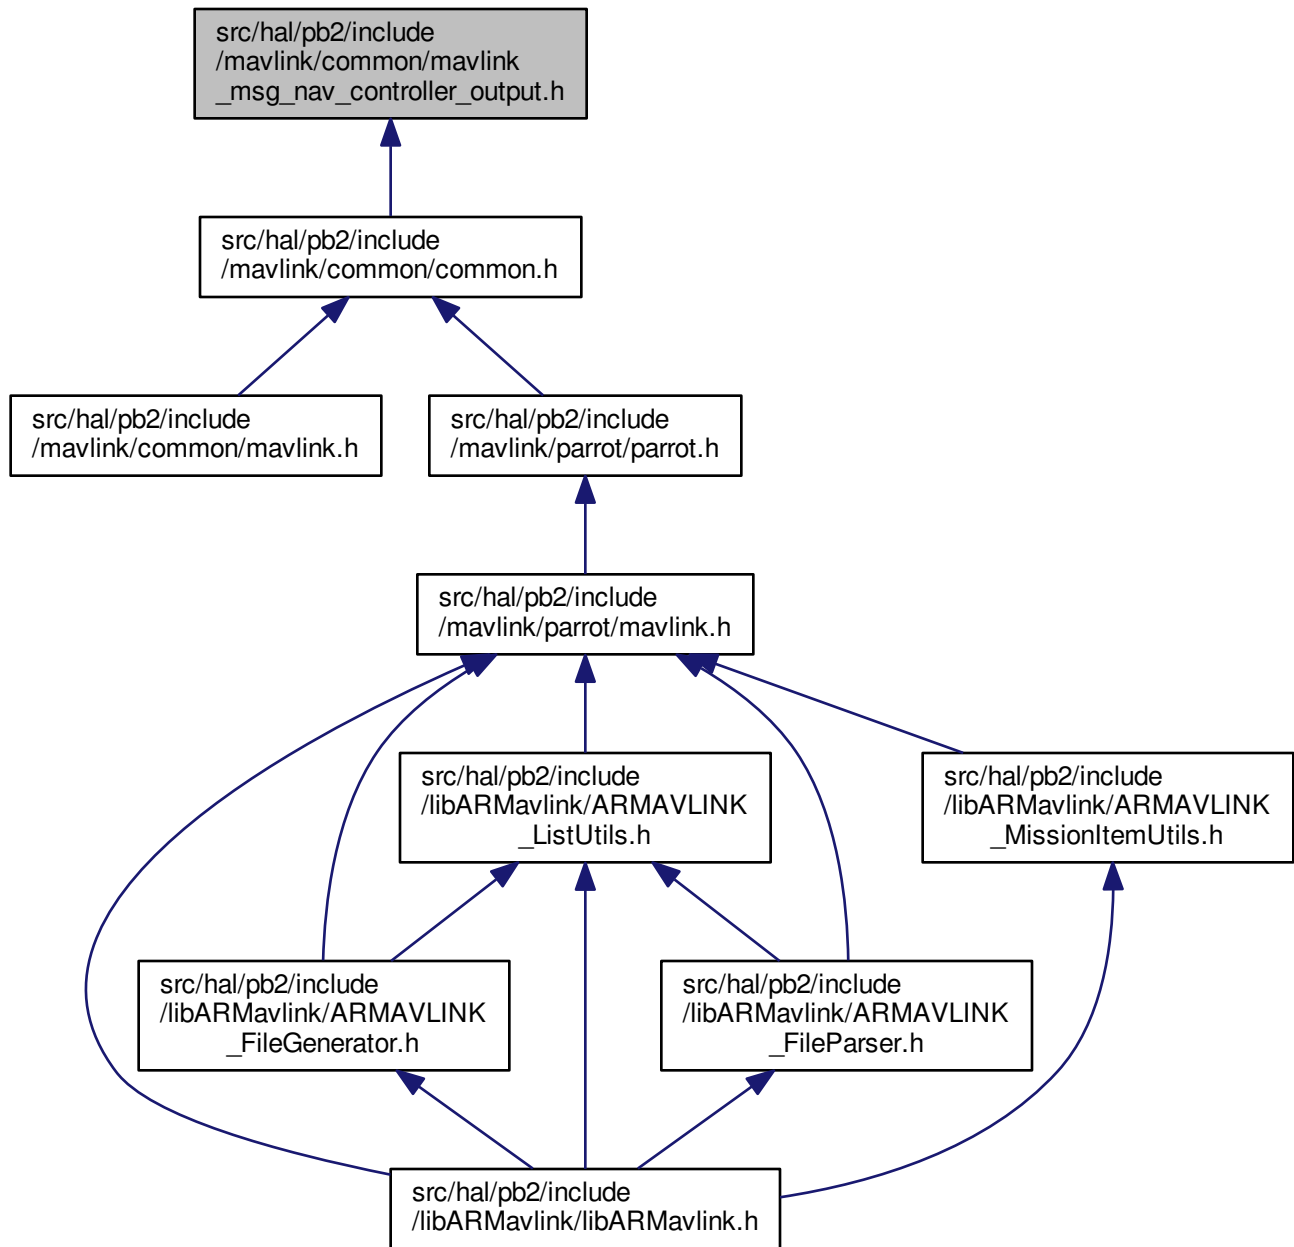 src/hal/pb2/include
/mavlink/common/mavlink
_msg_nav_controller_output.h
src/hal/pb2/include
/mavlink/common/common.h
src/hal/pb2/include
/mavlink/common/mavlink.h
src/hal/pb2/include
/mavlink/parrot/parrot.h
src/hal/pb2/include
/mavlink/parrot/mavlink.h
src/hal/pb2/include
/libARMavlink/ARMAVLINK
_ListUtils.h
src/hal/pb2/include
/libARMavlink/ARMAVLINK
_MissionItemUtils.h
src/hal/pb2/include
/libARMavlink/ARMAVLINK
_FileGenerator.h
src/hal/pb2/include
/libARMavlink/ARMAVLINK
_FileParser.h
src/hal/pb2/include
/libARMavlink/libARMavlink.h